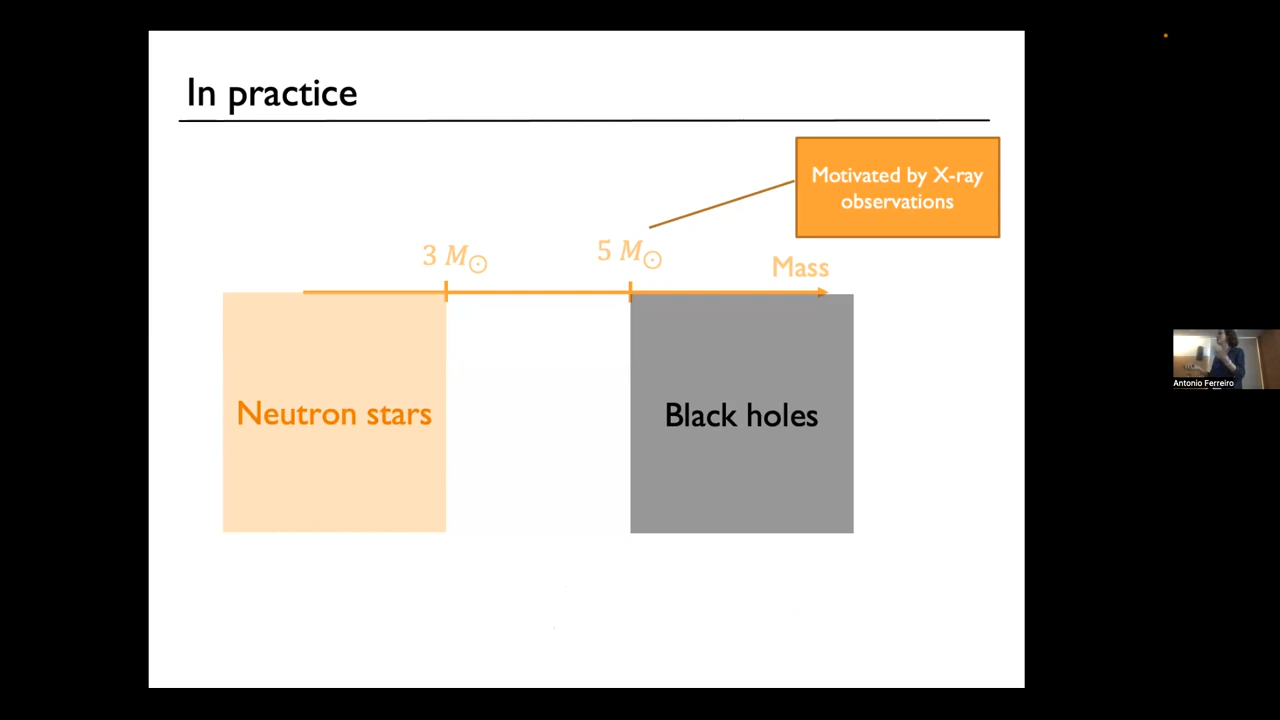 In practice
Motivated by X-ray
observations
3 M⊙
5 M⊙
Mass
Neutron stars
Black holes
Antonio Ferreiro